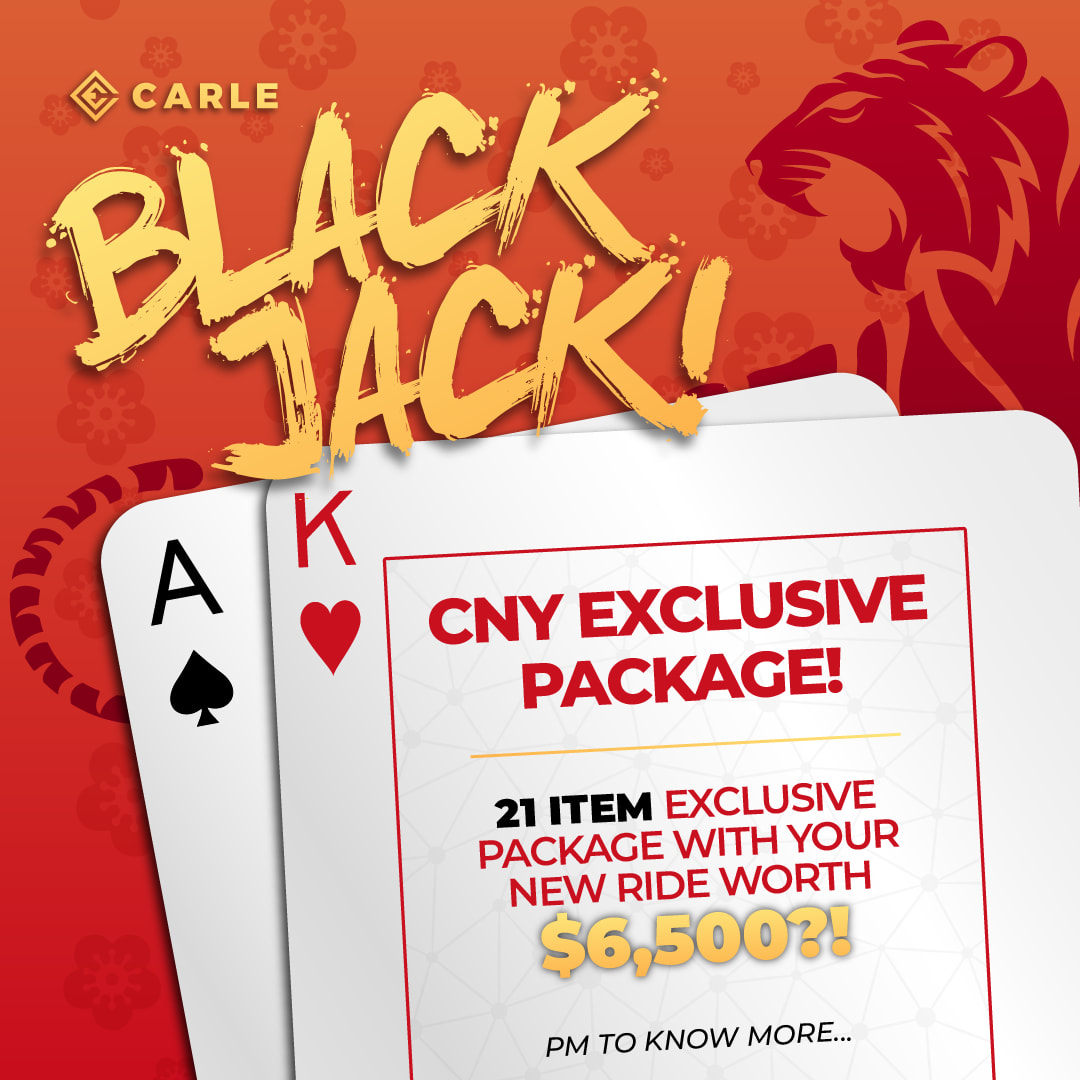 CARLE
BLACK
JACK!
A
K
CNY EXCLUSIVE
PACKAGE!
21 ITEM EXCLUSIVE
PACKAGE WITH YOUR
NEW RIDE WORTH
$6,500?!
PM TO KNOW MORE...